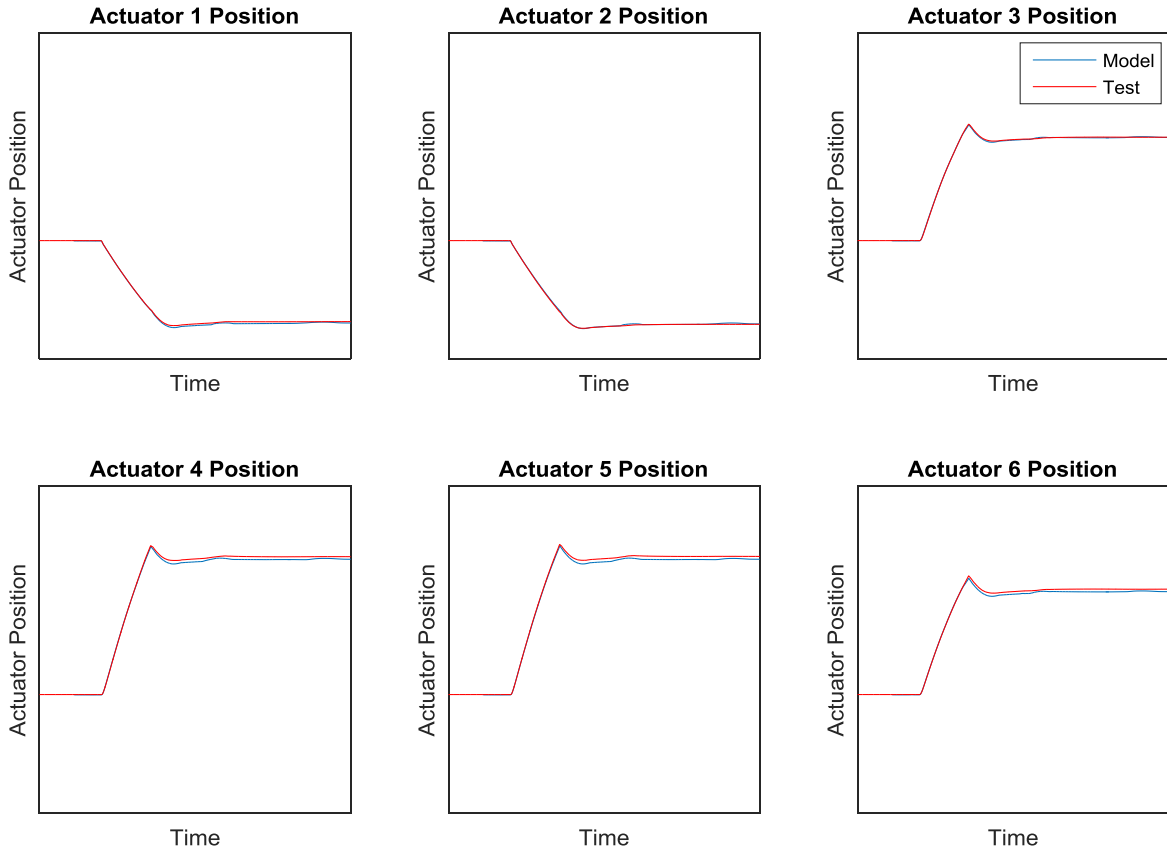 Actuator 1 Position
Actuator Position
Time
Actuator 2 Position
Actuator Position
Time
Actuator 3 Position
Model
Test
Actuator Position
Time
Actuator 4 Position
Actuator Position
Time
Actuator 5 Position
Actuator Position
Time
Actuator 6 Position
Actuator Position
Time